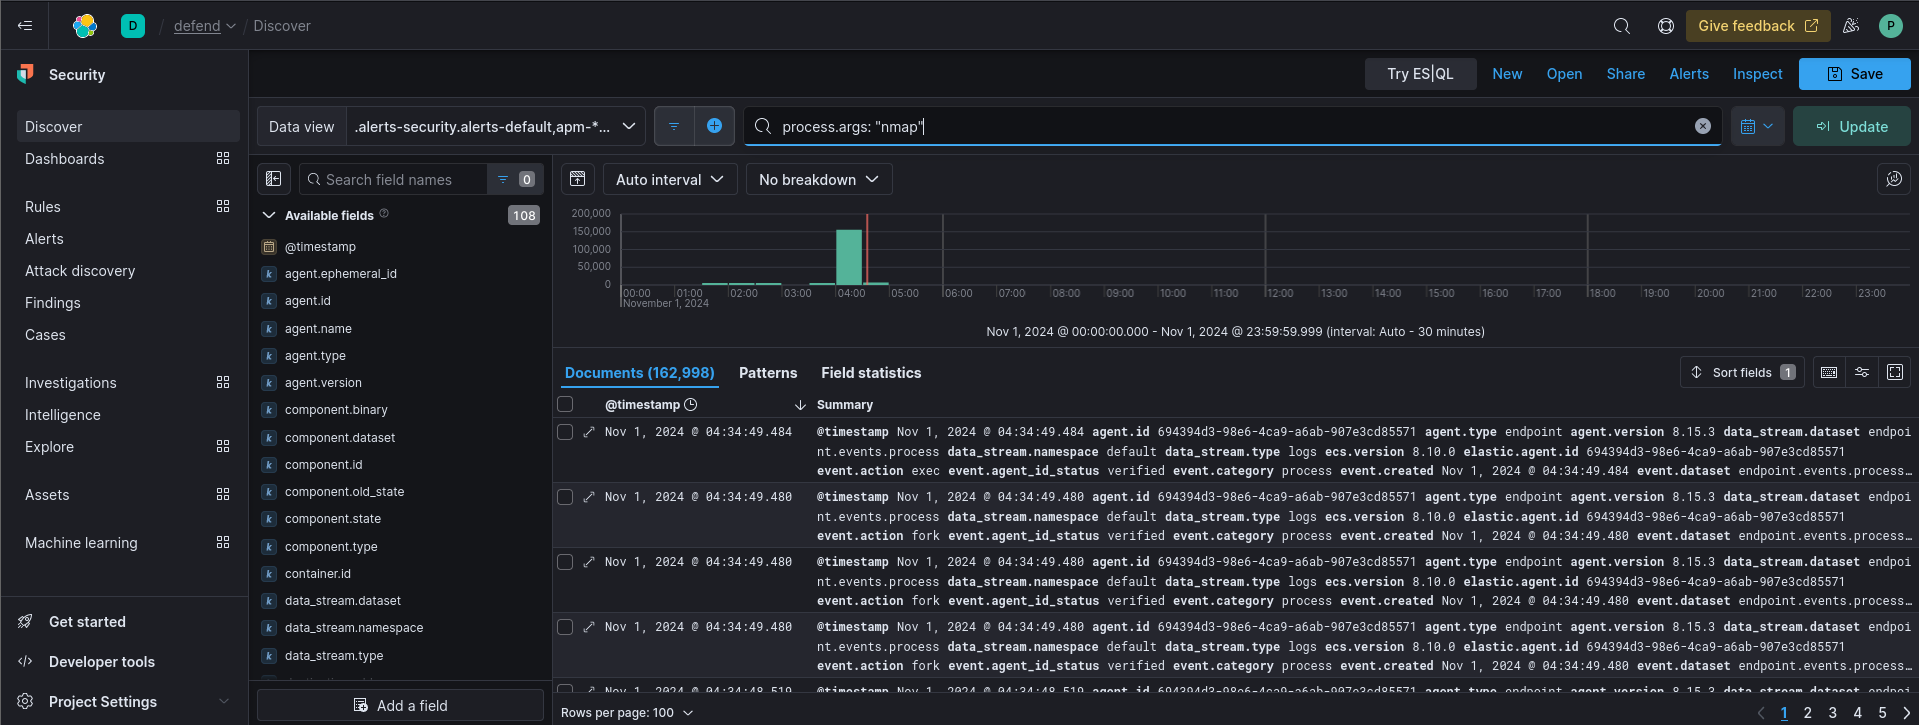 D / defend / Discover
Give feedback
P
Security
Try ES|QL New Open Share Alerts Inspect Save
Discover
Dashboards
Rules
Alerts
Attack discovery
Findings
Cases
Investigations
Intelligence
Explore
Assets
Machine learning
Get started
Developer tools
Project Settings
Data view .alerts-security.alerts-default,apm-*...
process.args: "nmap"
Update
Search field names 0
Available fields 108
@timestamp
k agent.ephemeral_id
k agent.id
k agent.name
k agent.type
k agent.version
k component.binary
k component.dataset
k component.id
k component.old_state
k component.state
k component.type
k container.id
k data_stream.dataset
k data_stream.namespace
k data_stream.type
Add a field
Auto interval No breakdown
200,000
150,000
100,000
50,000
0
00:00 01:00 02:00 03:00 04:00 05:00 06:00 07:00 08:00 09:00 10:00 11:00 12:00 13:00 14:00 15:00 16:00 17:00 18:00 19:00 20:00 21:00 22:00 23:00
November 1, 2024
Nov 1, 2024 @ 00:00:00.000 - Nov 1, 2024 @ 23:59:59.999 (interval: Auto - 30 minutes)
Documents (162,998) Patterns Field statistics
Sort fields 1
@timestamp Summary
Nov 1, 2024 @ 04:34:49.484 @timestamp Nov 1, 2024 @ 04:34:49.484 agent.id 694394d3-98e6-4ca9-a6ab-907e3cd85571 agent.type endpoint agent.version 8.15.3 data_stream.dataset endpoi
nt.events.process data_stream.namespace default data_stream.type logs ecs.version 8.10.0 elastic.agent.id 694394d3-98e6-4ca9-a6ab-907e3cd85571
event.action exec event.agent_id_status verified event.category process event.created Nov 1, 2024 @ 04:34:49.484 event.dataset endpoint.events.process…
Nov 1, 2024 @ 04:34:49.480 @timestamp Nov 1, 2024 @ 04:34:49.480 agent.id 694394d3-98e6-4ca9-a6ab-907e3cd85571 agent.type endpoint agent.version 8.15.3 data_stream.dataset endpoi
nt.events.process data_stream.namespace default data_stream.type logs ecs.version 8.10.0 elastic.agent.id 694394d3-98e6-4ca9-a6ab-907e3cd85571
event.action fork event.agent_id_status verified event.category process event.created Nov 1, 2024 @ 04:34:49.480 event.dataset endpoint.events.process…
Nov 1, 2024 @ 04:34:49.480 @timestamp Nov 1, 2024 @ 04:34:49.480 agent.id 694394d3-98e6-4ca9-a6ab-907e3cd85571 agent.type endpoint agent.version 8.15.3 data_stream.dataset endpoi
nt.events.process data_stream.namespace default data_stream.type logs ecs.version 8.10.0 elastic.agent.id 694394d3-98e6-4ca9-a6ab-907e3cd85571
event.action fork event.agent_id_status verified event.category process event.created Nov 1, 2024 @ 04:34:49.480 event.dataset endpoint.events.process…
Nov 1, 2024 @ 04:34:49.480 @timestamp Nov 1, 2024 @ 04:34:49.480 agent.id 694394d3-98e6-4ca9-a6ab-907e3cd85571 agent.type endpoint agent.version 8.15.3 data_stream.dataset endpoi
nt.events.process data_stream.namespace default data_stream.type logs ecs.version 8.10.0 elastic.agent.id 694394d3-98e6-4ca9-a6ab-907e3cd85571
event.action fork event.agent_id_status verified event.category process event.created Nov 1, 2024 @ 04:34:49.480 event.dataset endpoint.events.process…
Nov 1, 2024 @ 04:34:48.519 @timestamp Nov 1, 2024 @ 04:34:48.519 agent.id 694394d3-98e6-4ca9-a6ab-907e3cd85571 agent.type endpoint agent.version 8.15.3 data_stream.dataset endpoi
Rows per page: 100
1 2 3 4 5